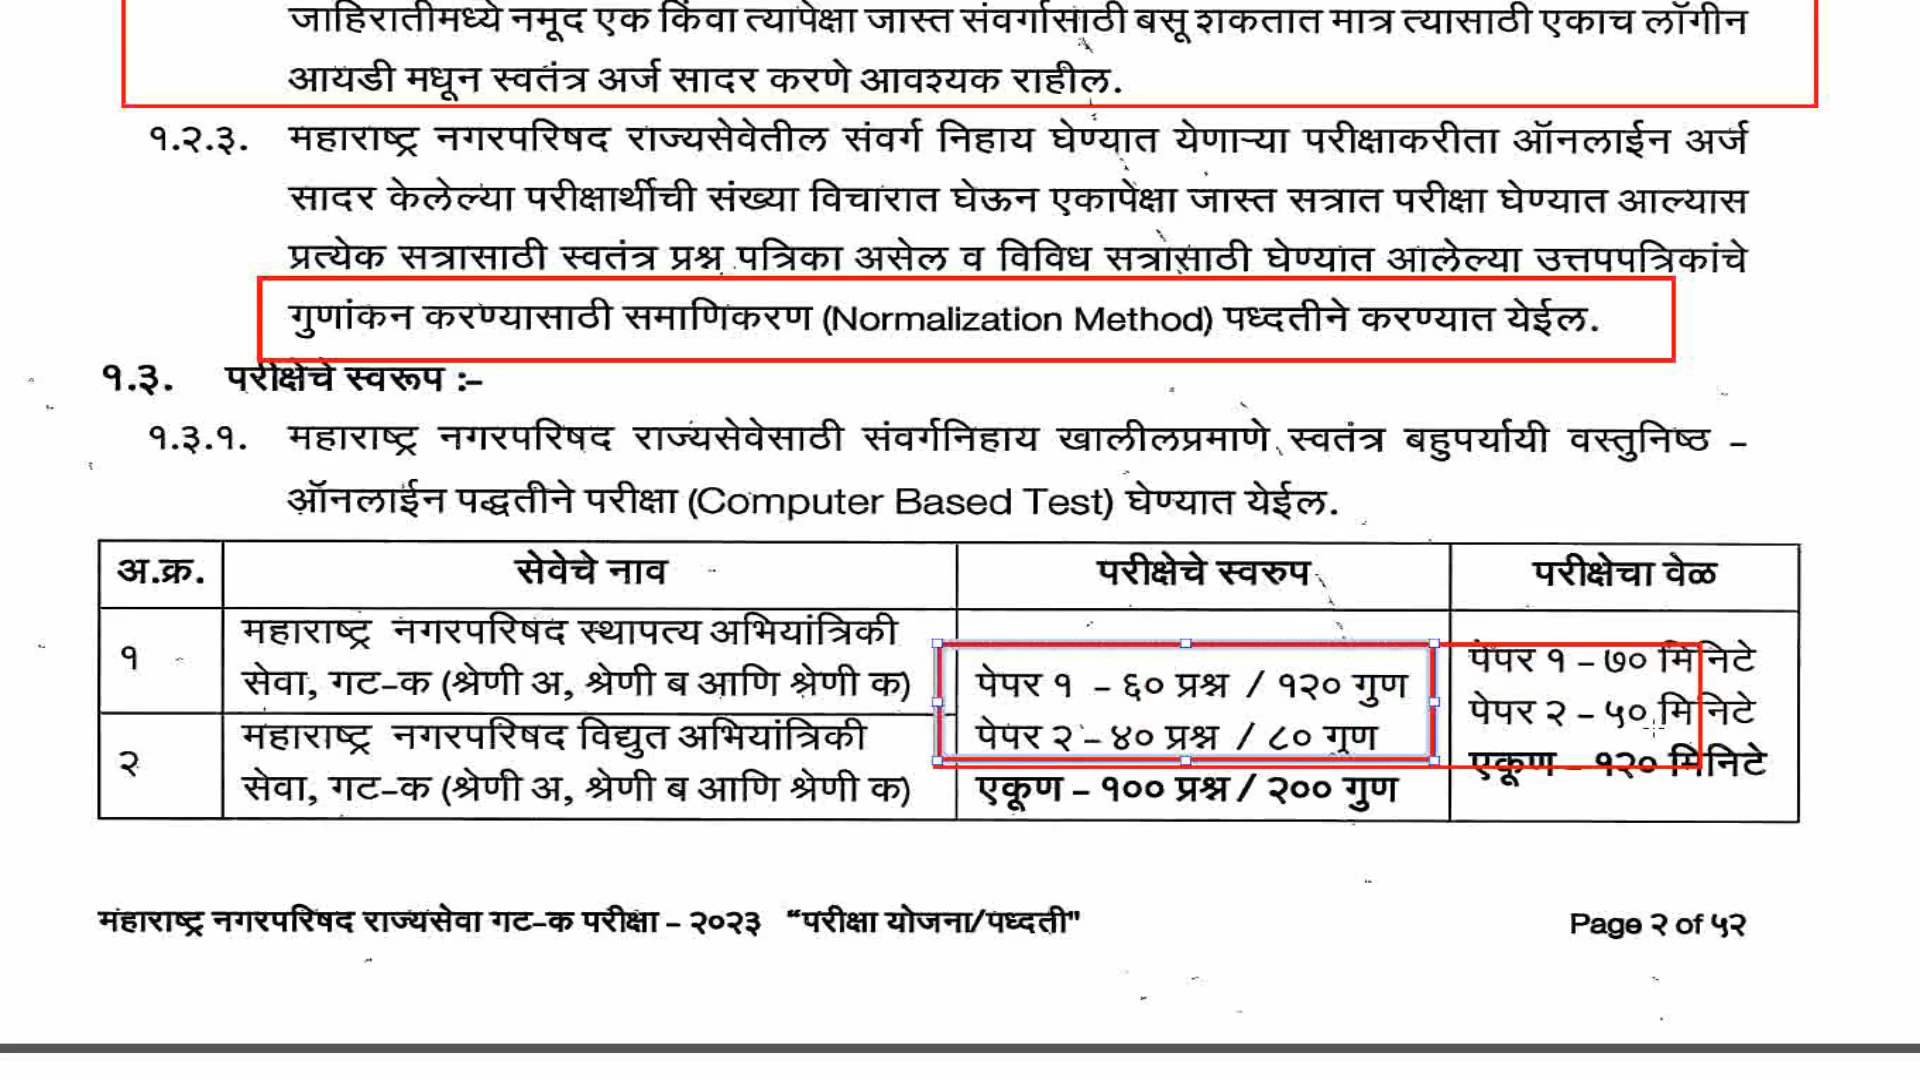 जाहिरातीमध्ये नमूद एक किंवा त्यापेक्षा जास्त संवर्गासाठी बसू शकतात मात्र त्यासाठी एकाच लॉगीन
आयडी मधून स्वतंत्र अर्ज सादर करणे आवश्यक राहील.
१.२.३. महाराष्ट्र नगरपरिषद राज्यसेवेतील संवर्ग निहाय घेण्यात येणाऱ्या परीक्षाकरीता ऑनलाईन अर्ज
सादर केलेल्या परीक्षार्थीची संख्या विचारात घेऊन एकापेक्षा जास्त सत्रात परीक्षा घेण्यात आल्यास
प्रत्येक सत्रासाठी स्वतंत्र प्रश्न पत्रिका असेल व विविध सत्रासाठी घेण्यात आलेल्या उत्तपपत्रिकांचे
गुणांकन करण्यासाठी समाणिकरण (Normalization Method) पध्दतीने करण्यात येईल.
१.३. परीक्षेचे स्वरूप :-
१.३.१. महाराष्ट्र नगरपरिषद राज्यसेवेसाठी संवर्गनिहाय खालीलप्रमाणे स्वतंत्र बहुपर्यायी वस्तुनिष्ठ –
ऑनलाईन पद्धतीने परीक्षा (Computer Based Test) घेण्यात येईल.
अ.क्र. सेवेचे नाव परीक्षेचे स्वरुप परीक्षेचा वेळ
१ महाराष्ट्र नगरपरिषद स्थापत्य अभियांत्रिकी
सेवा, गट-क (श्रेणी अ, श्रेणी ब आणि श्रेणी क)
२ महाराष्ट्र नगरपरिषद विद्युत अभियांत्रिकी
सेवा, गट-क (श्रेणी अ, श्रेणी ब आणि श्रेणी क)
पेपर १ – ६० प्रश्न / १२० गुण
पेपर २ – ४० प्रश्न / ८० गुण
एकूण – १०० प्रश्न / २०० गुण
पेपर १ – ७० मिनिटे
पेपर २ – ५० मिनिटे
एकूण – १२० मिनिटे
महाराष्ट्र नगरपरिषद राज्यसेवा गट-क परीक्षा – २०२३ “परीक्षा योजना/पध्दती" Page २ of ५२